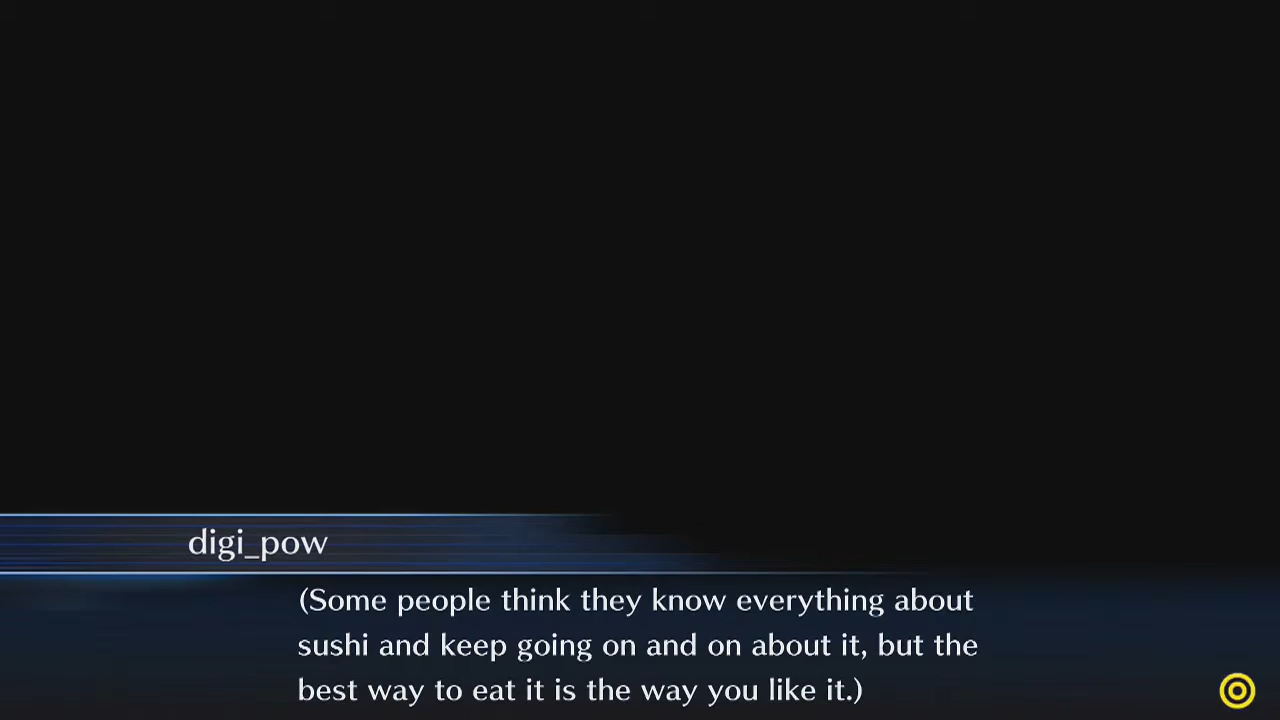 digi_pow
(Some people think they know everything about
sushi and keep going on and on about it, but the
best way to eat it is the way you like it.)